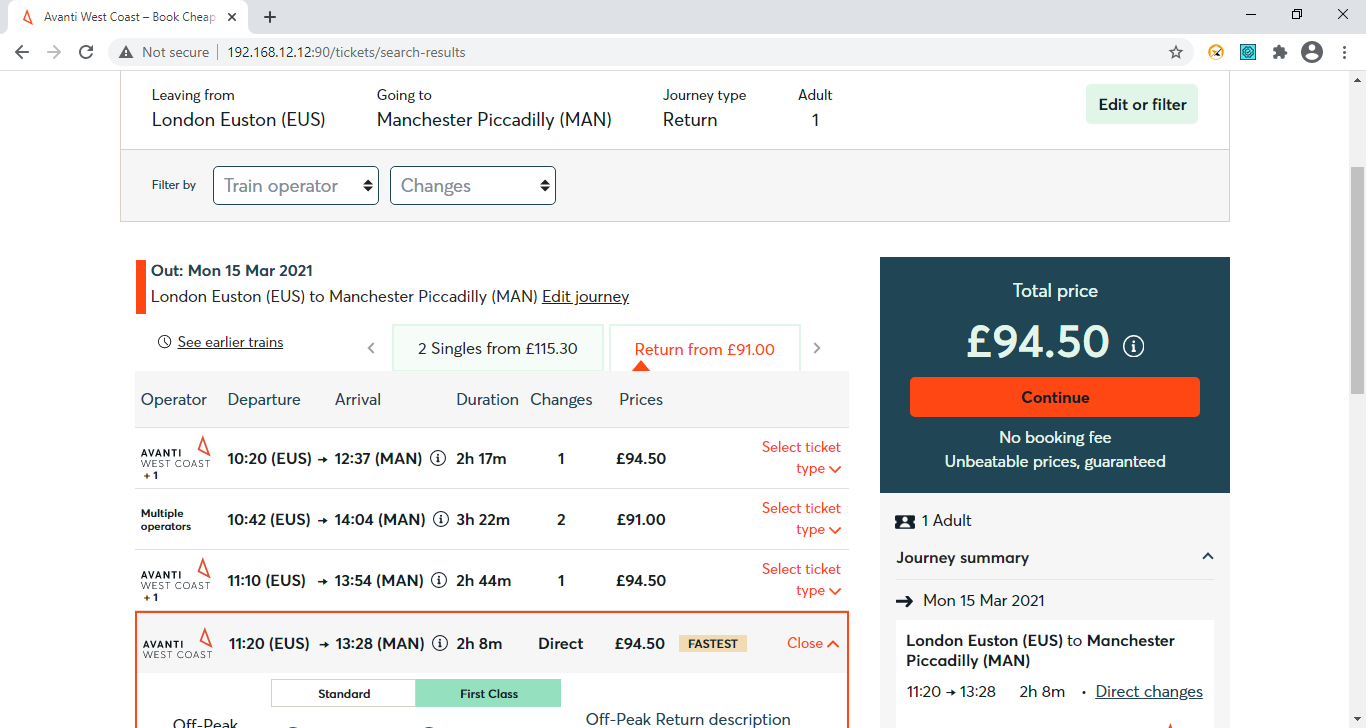 Avanti West Coast – Book Cheap
Not secure 192.168.12.12:90/tickets/search-results
Leaving from Going to Journey type Adult
London Euston (EUS) Manchester Piccadilly (MAN) Return 1
Edit or filter
Filter by Train operator Changes
Out: Mon 15 Mar 2021
London Euston (EUS) to Manchester Piccadilly (MAN) Edit journey
See earlier trains 2 Singles from £115.30 Return from £91.00
Operator Departure Arrival Duration Changes Prices
AVANTI
WEST COAST
+ 1
10:20 (EUS) → 12:37 (MAN) 2h 17m 1 £94.50
Select ticket
type
Multiple
operators
10:42 (EUS) → 14:04 (MAN) 3h 22m 2 £91.00
Select ticket
type
AVANTI
WEST COAST
+ 1
11:10 (EUS) → 13:54 (MAN) 2h 44m 1 £94.50
Select ticket
type
AVANTI
WEST COAST
11:20 (EUS) → 13:28 (MAN) 2h 8m Direct £94.50 FASTEST Close
Standard First Class
Off-Peak
Off-Peak Return description
Total price
£94.50
Continue
No booking fee
Unbeatable prices, guaranteed
1 Adult
Journey summary
→ Mon 15 Mar 2021
London Euston (EUS) to Manchester
Piccadilly (MAN)
11:20 → 13:28 2h 8m · Direct changes